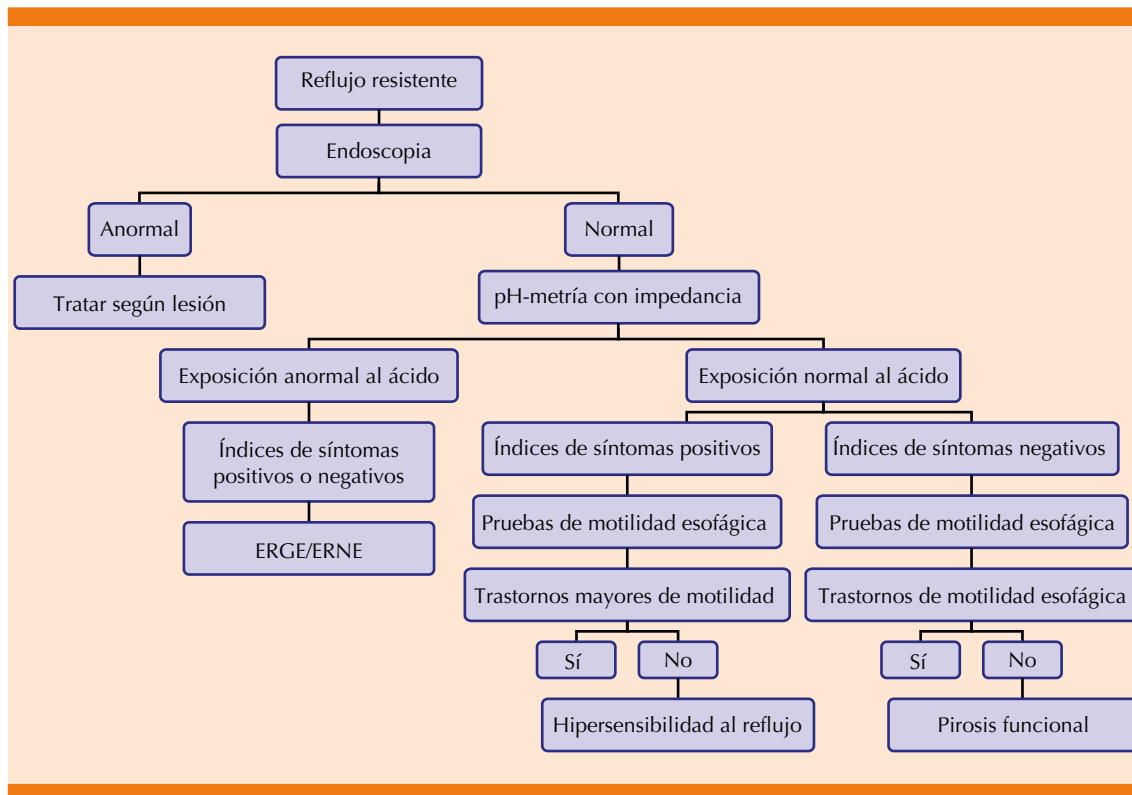 Reflujo resistente
Endoscopia
Anormal
Normal
Tratar según lesión
pH-metría con impedancia
Exposición anormal al ácido
Exposición normal al ácido
Índices de síntomas
positivos o negativos
Índices de síntomas positivos
Índices de síntomas negativos
ERGE/ERNE
Pruebas de motilidad esofágica
Pruebas de motilidad esofágica
Trastornos mayores de motilidad
Trastornos de motilidad esofágica
Sí
No
Sí
No
Hipersensibilidad al reflujo
Pirosis funcional